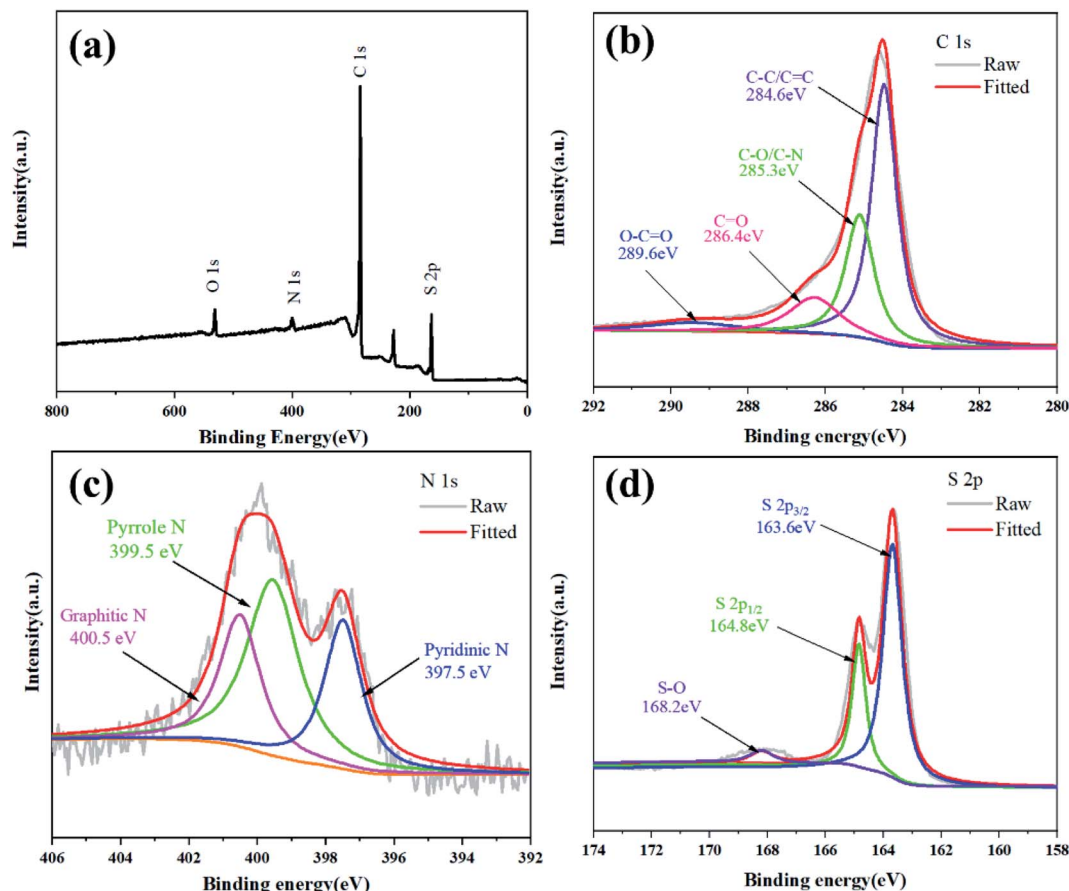 (a)
O 1s
N 1s
C 1s
S 2p
Intensity(a.u.)
800
600
400
200
0
Binding Energy(eV)
(b)
C 1s
Raw
Fitted
C-C/C=C
284.6eV
C-O/C-N
285.3eV
C=O
286.4eV
O-C=O
289.6eV
Intensity(a.u.)
292
290
288
286
284
282
280
Binding energy(eV)
(c)
N 1s
Raw
Fitted
Pyrrole N
399.5 eV
Graphitic N
400.5 eV
Pyridinic N
397.5 eV
Intensity(a.u.)
406
404
402
400
398
396
394
392
Binding energy(eV)
(d)
S 2p
Raw
Fitted
S 2p3/2
163.6eV
S 2p1/2
164.8eV
S-O
168.2eV
Intensity(a.u.)
174
172
170
168
166
164
162
160
158
Binding energy(eV)